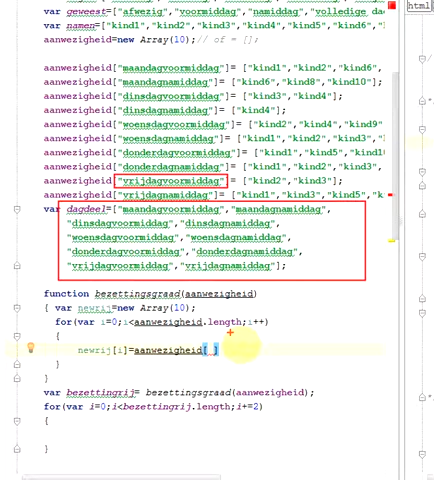 var geweest=["afwezig","voormiddag","namiddag","volledige da
var namen=["kind1","kind2","kind3","kind4","kind5","kind6",
aanwezigheid=new Array(10);// of = [];
aanwezigheid["maandagvoormiddag"]= ["kind1","kind2","kind6",
aanwezigheid["maandagnamiddag"]= ["kind6","kind8","kind10"];
aanwezigheid["dinsdagvoormiddag"]= ["kind3","kind4"];
aanwezigheid["dinsdagnamiddag"]= ["kind4"];
aanwezigheid["woensdagvoormiddag"]= ["kind2","kind4","kind9"
aanwezigheid["woensdagnamiddag"]= ["kind1","kind2","kind3",
aanwezigheid["donderdagvoormiddag"]= ["kind1","kind5","kind10
aanwezigheid["donderdagnamiddag"]= ["kind1","kind2","kind3",
aanwezigheid["vrijdagvoormiddag"]= ["kind2","kind3"];
aanwezigheid["vrijdagnamiddag"]= ["kind1","kind3","kind5",
var dagdeel=["maandagvoormiddag","maandagnamiddag",
"dinsdagvoormiddag","dinsdagnamiddag",
"woensdagvoormiddag","woensdagnamiddag",
"donderdagvoormiddag","donderdagnamiddag",
"vrijdagvoormiddag","vrijdagnamiddag"];
function bezettingsgraad(aanwezigheid)
{ var newrij=new Array(10);
for(var i=0;i<aanwezigheid.length;i++)
{
newrij[i]=aanwezigheid[ ]
}
}
var bezettingrij= bezettingsgraad(aanwezigheid);
for(var i=0;i<bezettingrij.length;i+=2)
{
}
html